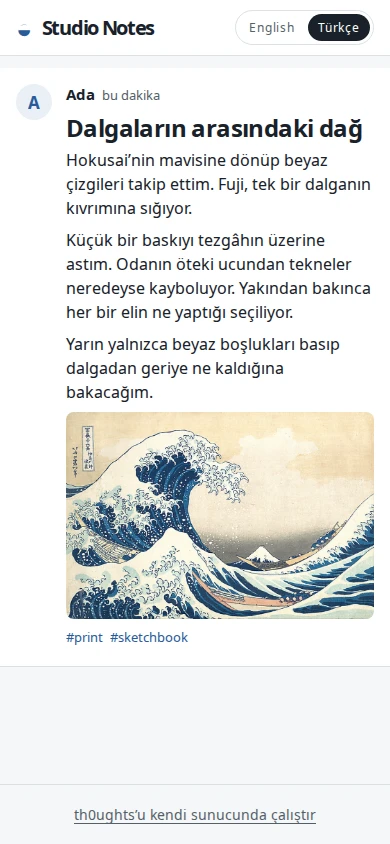 Studio Notes
English
Türkçe
A
Ada bu dakika
Dalgaların arasındaki dağ
Hokusai’nin mavisine dönüp beyaz
çizgileri takip ettim. Fuji, tek bir dalganın
kıvrımına sığıyor.
Küçük bir baskıyı tezgâhın üzerine
astım. Odanın öteki ucundan tekneler
neredeyse kayboluyor. Yakından bakınca
her bir elin ne yaptığı seçiliyor.
Yarın yalnızca beyaz boşlukları basıp
dalgadan geriye ne kaldığına
bakacağım.
#print #sketchbook
th0ughts’u kendi sunucunda çalıştır